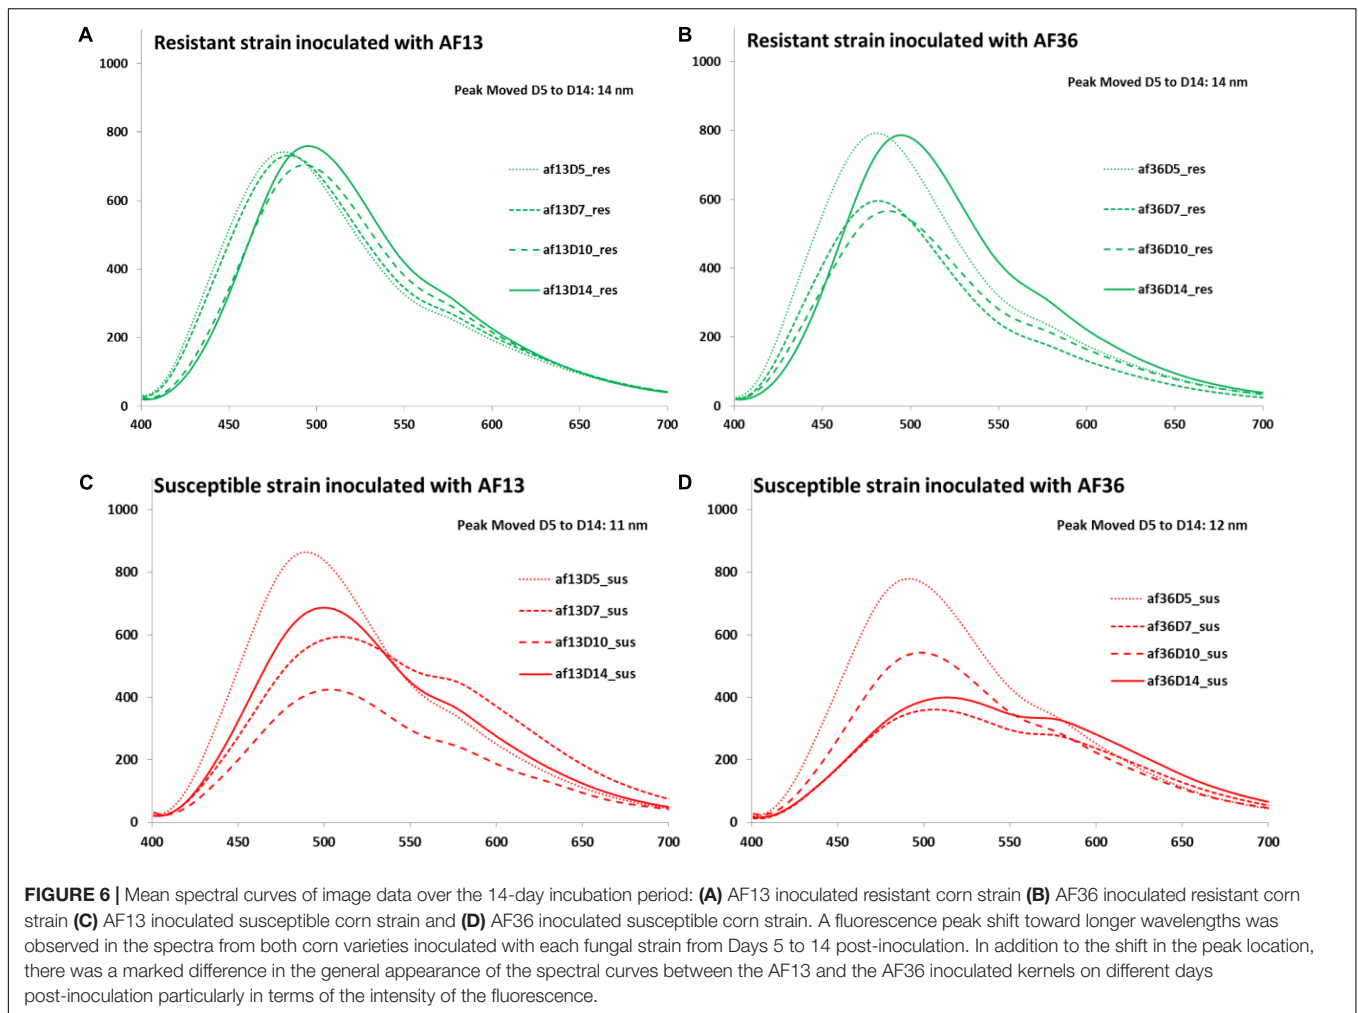 A
Resistant strain inoculated with AF13
Peak Moved D5 to D14: 14 nm
1000
800
600
400
200
0
af13D5_res
af13D7_res
af13D10_res
af13D14_res
400 450 500 550 600 650 700
B
Resistant strain inoculated with AF36
Peak Moved D5 to D14: 14 nm
1000
800
600
400
200
0
af36D5_res
af36D7_res
af36D10_res
af36D14_res
400 450 500 550 600 650 700
C
Susceptible strain inoculated with AF13
Peak Moved D5 to D14: 11 nm
1000
800
600
400
200
0
af13D5_sus
af13D7_sus
af13D10_sus
af13D14_sus
400 450 500 550 600 650 700
D
Susceptible strain inoculated with AF36
Peak Moved D5 to D14: 12 nm
1000
800
600
400
200
0
af36D5_sus
af36D7_sus
af36D10_sus
af36D14_sus
400 450 500 550 600 650 700
FIGURE 6 | Mean spectral curves of image data over the 14-day incubation period: (A) AF13 inoculated resistant corn strain (B) AF36 inoculated resistant corn
strain (C) AF13 inoculated susceptible corn strain and (D) AF36 inoculated susceptible corn strain. A fluorescence peak shift toward longer wavelengths was
observed in the spectra from both corn varieties inoculated with each fungal strain from Days 5 to 14 post-inoculation. In addition to the shift in the peak location,
there was a marked difference in the general appearance of the spectral curves between the AF13 and the AF36 inoculated kernels on different days
post-inoculation particularly in terms of the intensity of the fluorescence.